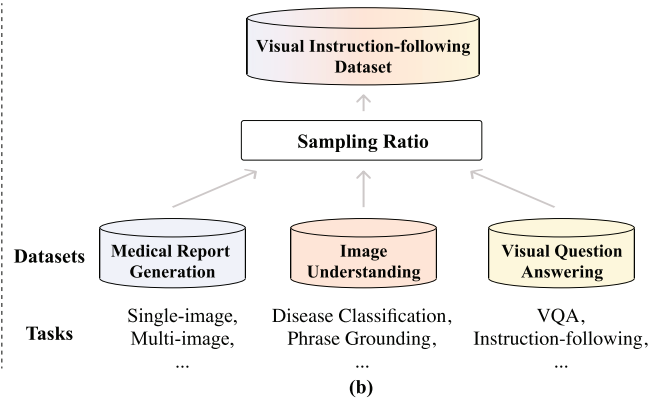 Visual Instruction-following
Dataset
Sampling Ratio
Datasets
Medical Report
Generation
Image
Understanding
Visual Question
Answering
Tasks
Single-image,
Multi-image,
...
Disease Classification,
Phrase Grounding,
...
VQA,
Instruction-following,
...
(b)